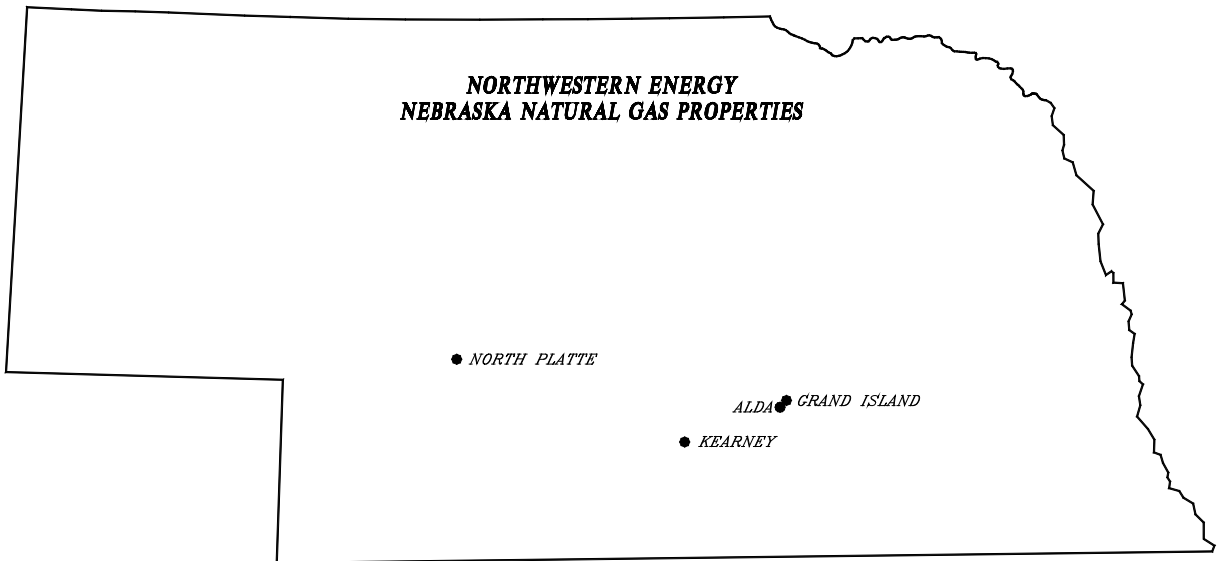 NORTHWESTERN ENERGY
NEBRASKA NATURAL GAS PROPERTIES
NORTH PLATTE
GRAND ISLAND
ALDA
KEARNEY